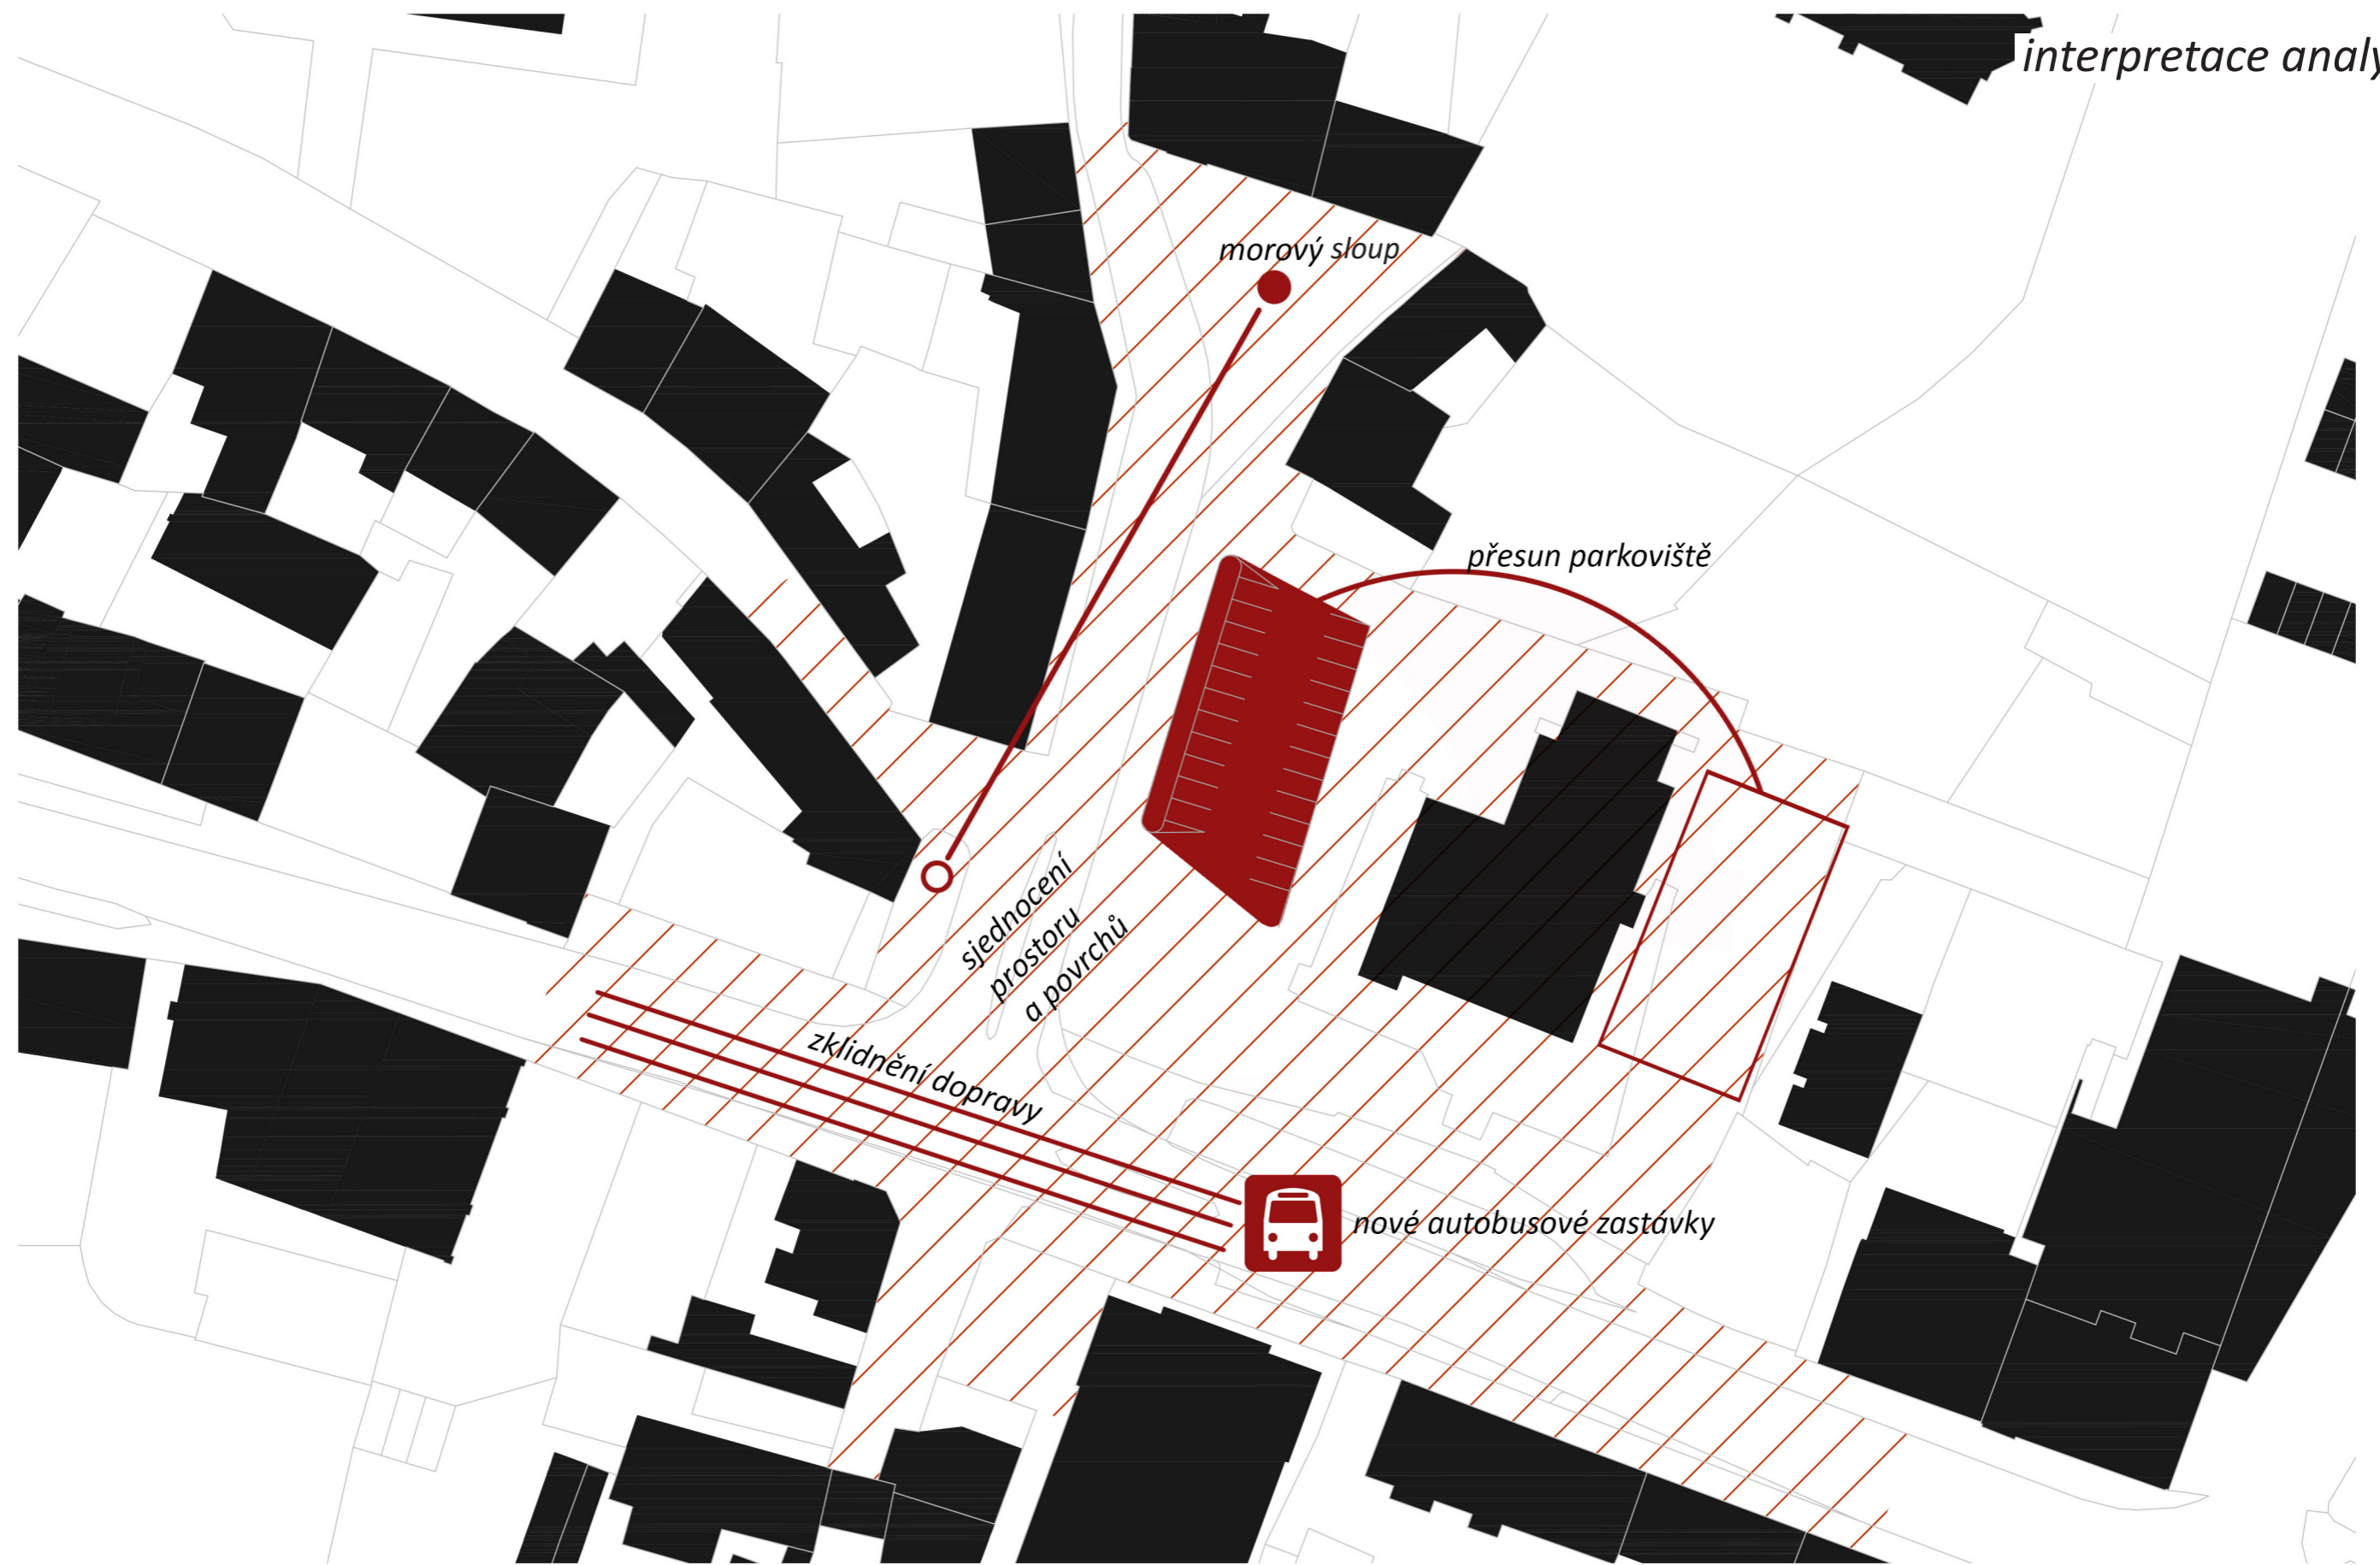 interpretace analy
morový sloup
přesun parkoviště
sjednocení
prostoru
a povrchů
zklidnění dopravy
nové autobusové zastávky